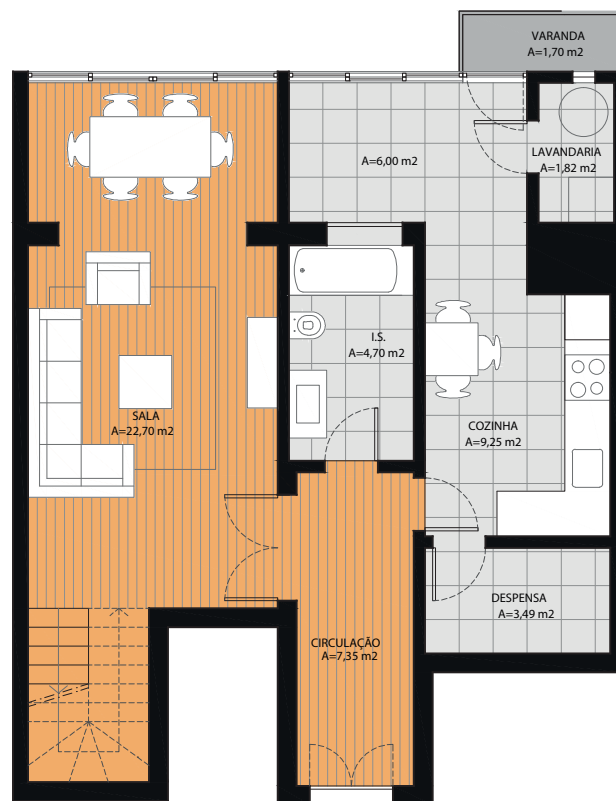 VARANDA
A=1,70 m2
A=6,00 m2
LAVANDARIA
A=1,82 m2
I.S.
A=4,70 m2
SALA
A=22,70 m2
COZINHA
A=9,25 m2
DESPENSA
A=3,49 m2
CIRCULAÇÃO
A=7,35 m2